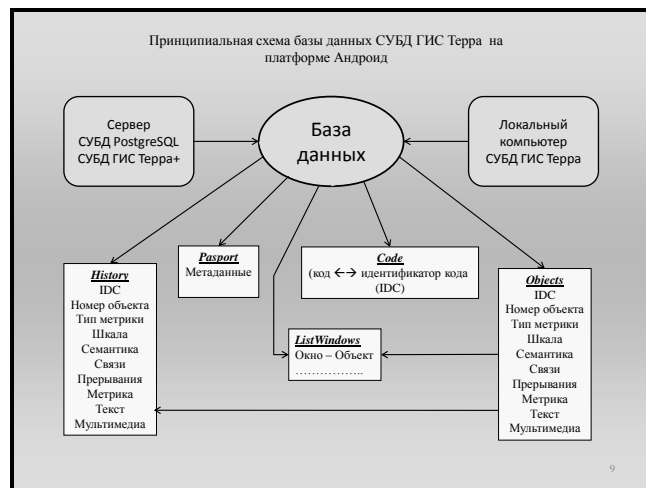 Принципиальная схема базы данных СУБД ГИС Терра на
платформе Андроид
Сервер
СУБД PostgreSQL
СУБД ГИС Терра+
База
данных
Локальный
компьютер
СУБД ГИС Терра
History
IDC
Номер объекта
Тип метрики
Шкала
Семантика
Связи
Прерывания
Метрика
Текст
Мультимедиа
Pasport
Метаданные
Code
(код ←→ идентификатор кода
(IDC)
ListWindows
Окно – Объект
……………..
Objects
IDC
Номер объекта
Тип метрики
Шкала
Семантика
Связи
Прерывания
Метрика
Текст
Мультимедиа
9